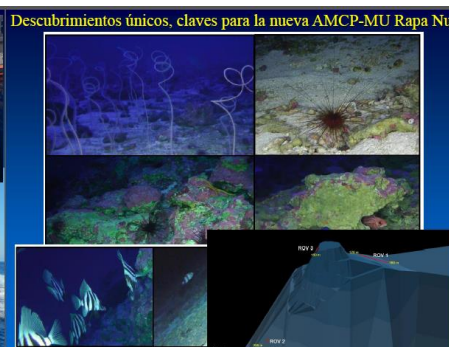 Descubrimientos únicos, claves para la nueva AMCP-MU Rapa Nu
ROV 3
ROV 1
ROV 2